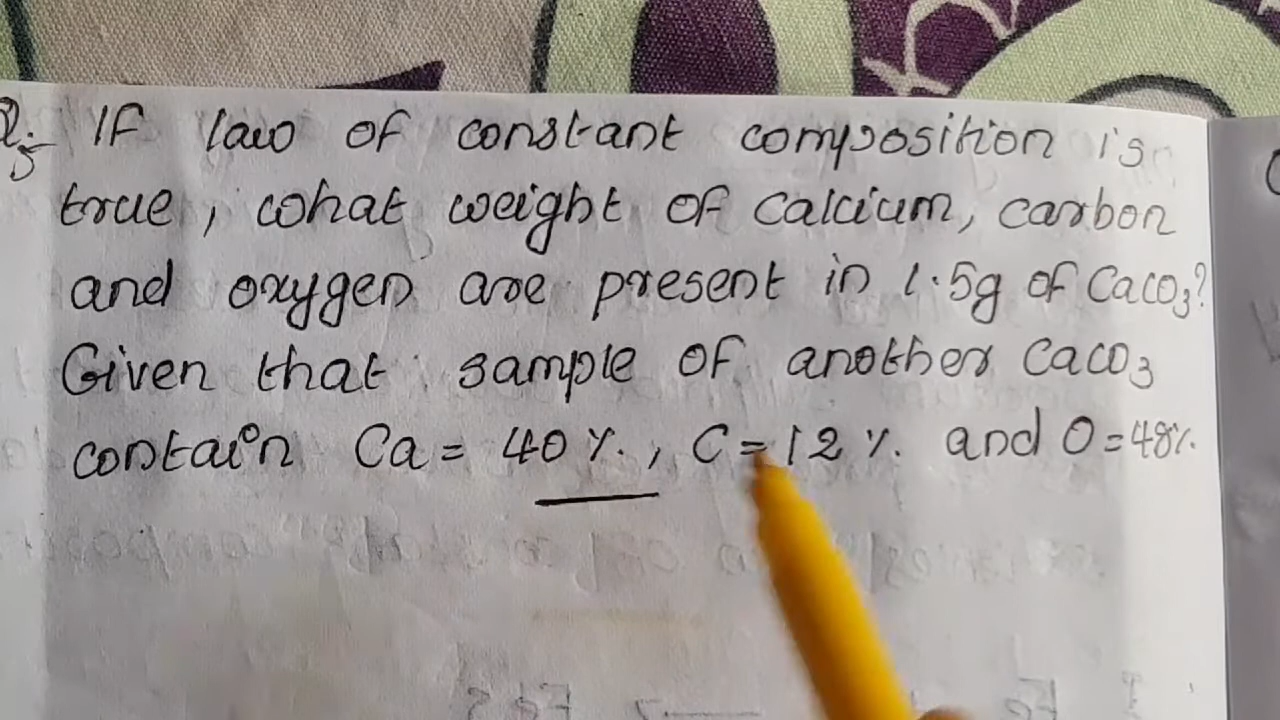 Q5- If law of constant composition is
true, what weight of calcium, carbon
and oxygen are present in 1.5g of CaCO3?
Given that sample of another CaCO3
contain Ca = 40 %, C = 12 % and O = 48%.